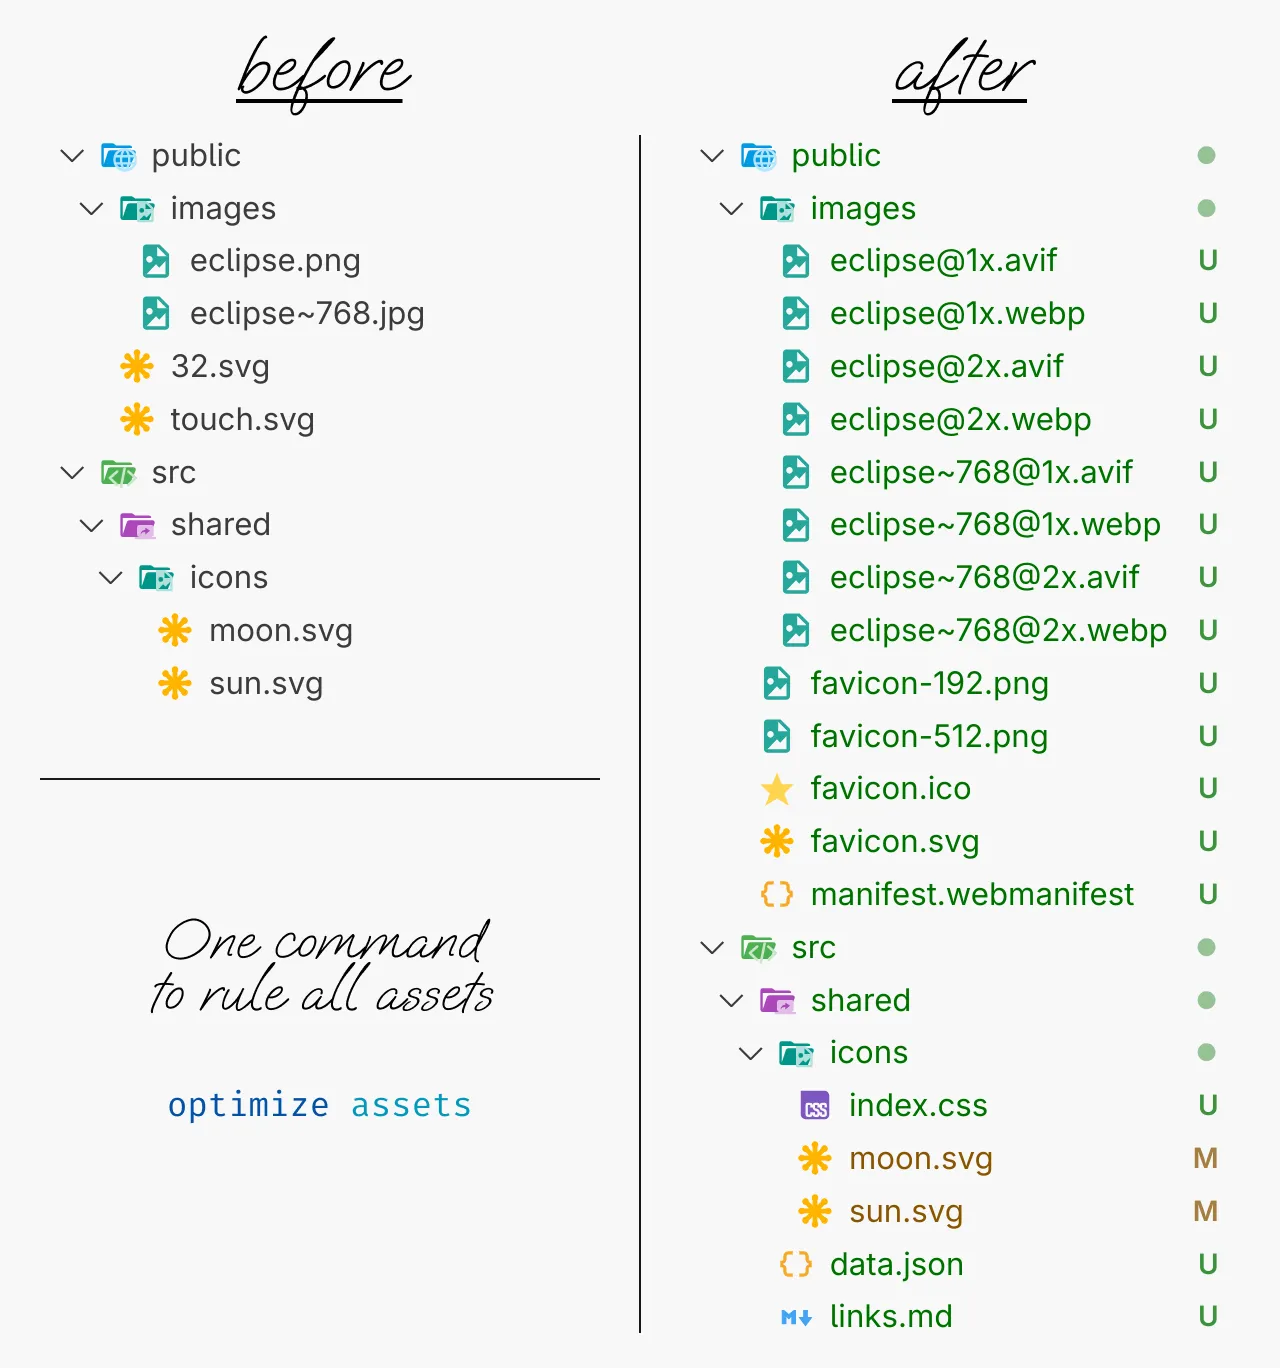 before
public
images
eclipse.png
eclipse~768.jpg
32.svg
touch.svg
src
shared
icons
moon.svg
sun.svg
One command
to rule all assets
optimize assets
after
public
images
eclipse@1x.avif U
eclipse@1x.webp U
eclipse@2x.avif U
eclipse@2x.webp U
eclipse~768@1x.avif U
eclipse~768@1x.webp U
eclipse~768@2x.avif U
eclipse~768@2x.webp U
favicon-192.png U
favicon-512.png U
favicon.ico U
favicon.svg U
manifest.webmanifest U
src
shared
icons
CSS index.css U
moon.svg M
sun.svg M
data.json U
M links.md U